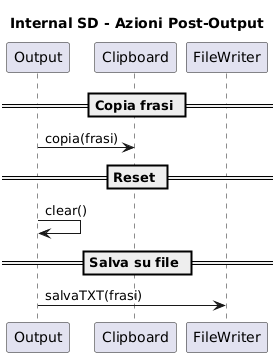 Internal SD - Azioni Post-Output
Output Clipboard FileWriter
Copia frasi
copia(frasi)
Reset
clear()
Salva su file
salvaTXT(frasi)
Output Clipboard FileWriter